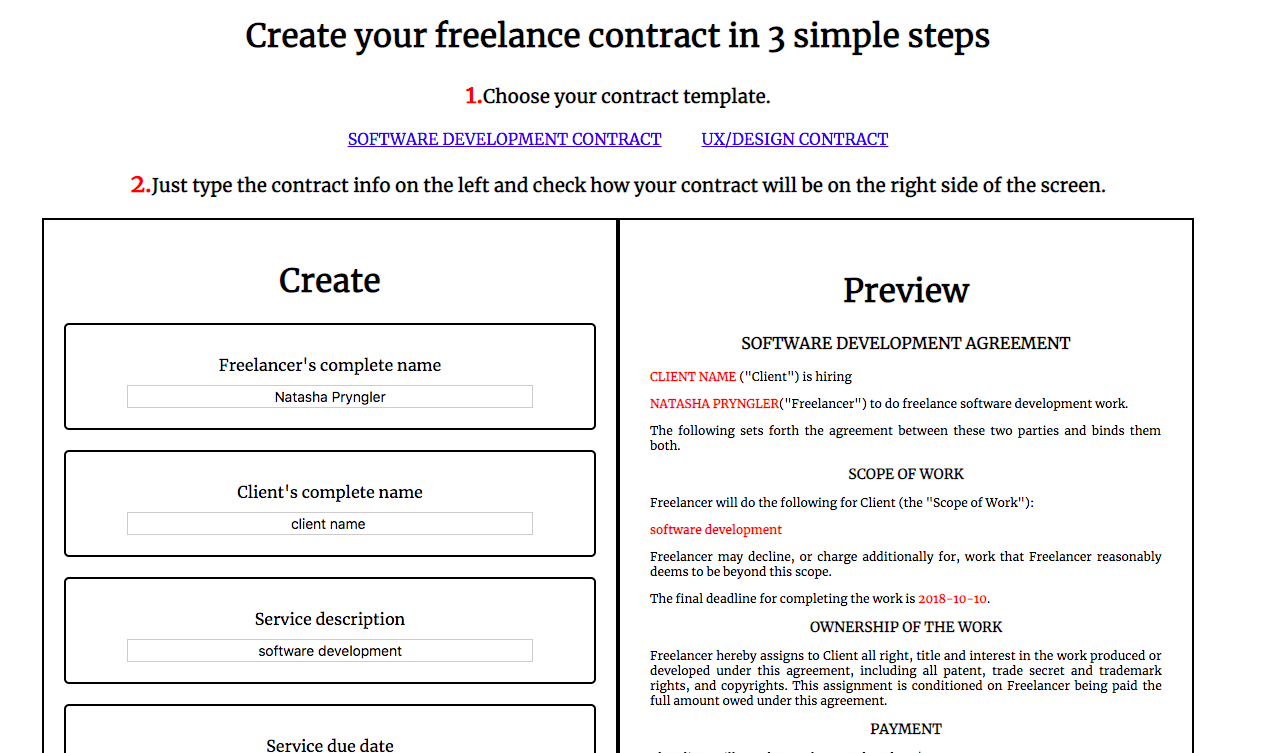 Create your freelance contract in 3 simple steps
1.Choose your contract template.
SOFTWARE DEVELOPMENT CONTRACT UX/DESIGN CONTRACT
2.Just type the contract info on the left and check how your contract will be on the right side of the screen.
Create
Freelancer's complete name
Natasha Pryngler
Client's complete name
client name
Service description
software development
Service due date
Preview
SOFTWARE DEVELOPMENT AGREEMENT
CLIENT NAME ("Client") is hiring
NATASHA PRYNGLER("Freelancer") to do freelance software development work.
The following sets forth the agreement between these two parties and binds them
both.
SCOPE OF WORK
Freelancer will do the following for Client (the "Scope of Work"):
software development
Freelancer may decline, or charge additionally for, work that Freelancer reasonably
deems to be beyond this scope.
The final deadline for completing the work is 2018-10-10.
OWNERSHIP OF THE WORK
Freelancer hereby assigns to Client all right, title and interest in the work produced or
developed under this agreement, including all patent, trade secret and trademark
rights, and copyrights. This assignment is conditioned on Freelancer being paid the
full amount owed under this agreement.
PAYMENT